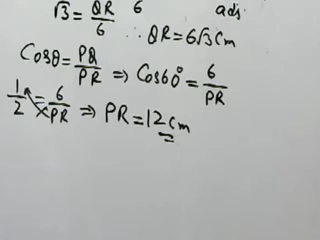 √3 = QR/6 6 adj
∴ QR = 6√3 Cm
Cosθ = PQ/PR ⇒ Cos60° = 6/PR
1/2 = 6/PR ⇒ PR = 12 cm